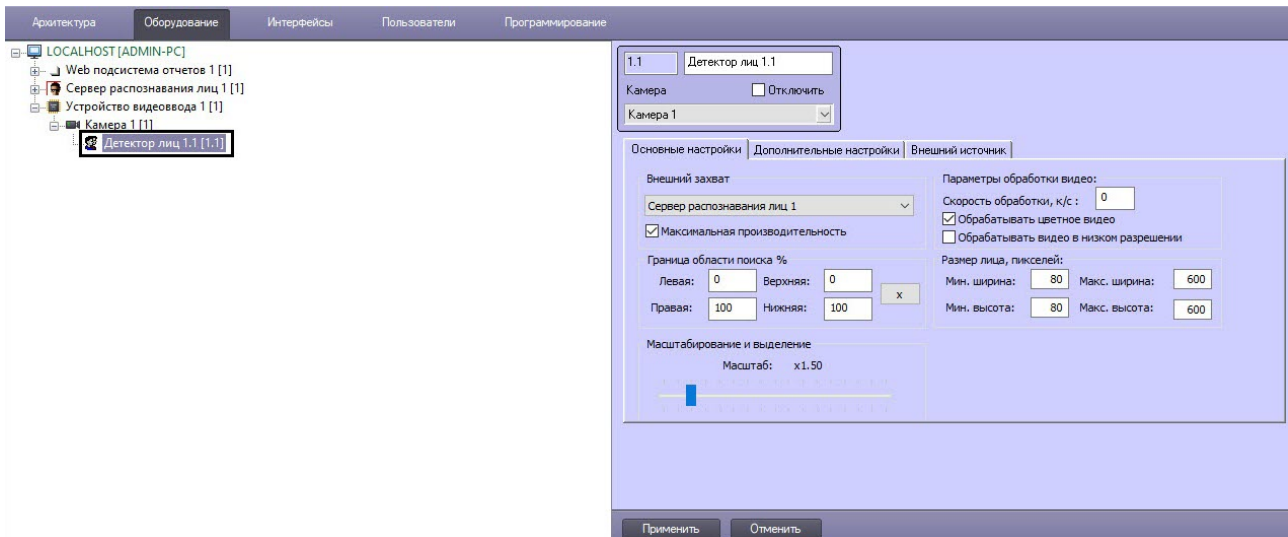 Архитектура Оборудование Интерфейсы Пользователи Программирование
LOCALHOST [ADMIN-PC]
Web подсистема отчетов 1 [1]
Сервер распознавания лиц 1 [1]
Устройство видеоввода 1 [1]
Камера 1 [1]
Детектор лиц 1.1 [1.1]
1.1 Детектор лиц 1.1
Камера Отключить
Камера 1
Основные настройки Дополнительные настройки Внешний источник
Внешний захват
Сервер распознавания лиц 1
Максимальная производительность
Параметры обработки видео:
Скорость обработки, к/с : 0
Обрабатывать цветное видео
Обрабатывать видео в низком разрешении
Граница области поиска %
Левая: 0 Верхняя: 0
x
Правая: 100 Нижняя: 100
Размер лица, пикселей:
Мин. ширина: 80 Макс. ширина: 600
Мин. высота: 80 Макс. высота: 600
Масштабирование и выделение
Масштаб: x1.50
Применить Отменить